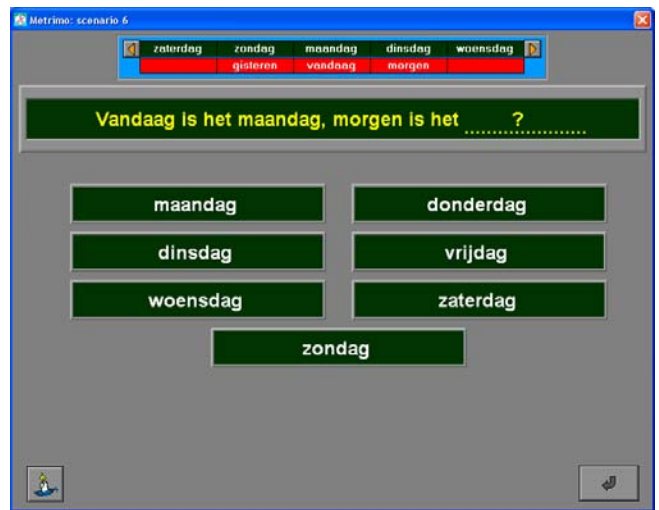 Metrimo: scenario 6
zaterdag zondag maandag dinsdag woensdag
gisteren vandaag morgen
Vandaag is het maandag, morgen is het ......?......
maandag donderdag
dinsdag vrijdag
woensdag zaterdag
zondag